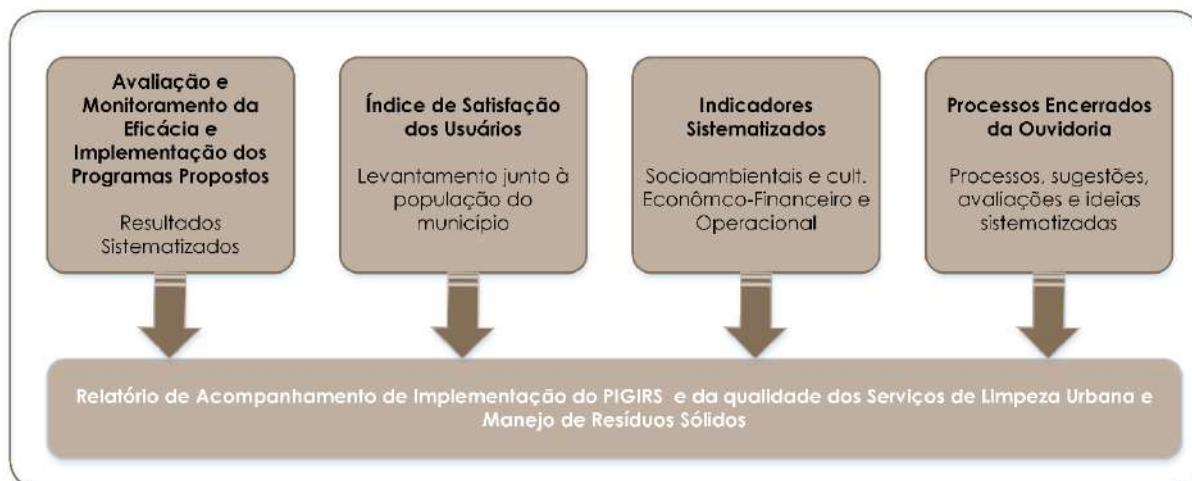 Avaliação e
Monitoramento da
Eficácia e
Implementação dos
Programas Propostos
Resultados
Sistematizados
Índice de Satisfação
dos Usuários
Levantamento junto à
população do
município
Indicadores
Sistematizados
Socioambientais e cult.
Econômco-Financeiro e
Operacional
Processos Encerrados
da Ouvidoria
Processos, sugestões,
avaliações e ideias
sistematizadas
Relatório de Acompanhamento de Implementação do PIGIRS e da qualidade dos Serviços de Limpeza Urbana e
Manejo de Resíduos Sólidos